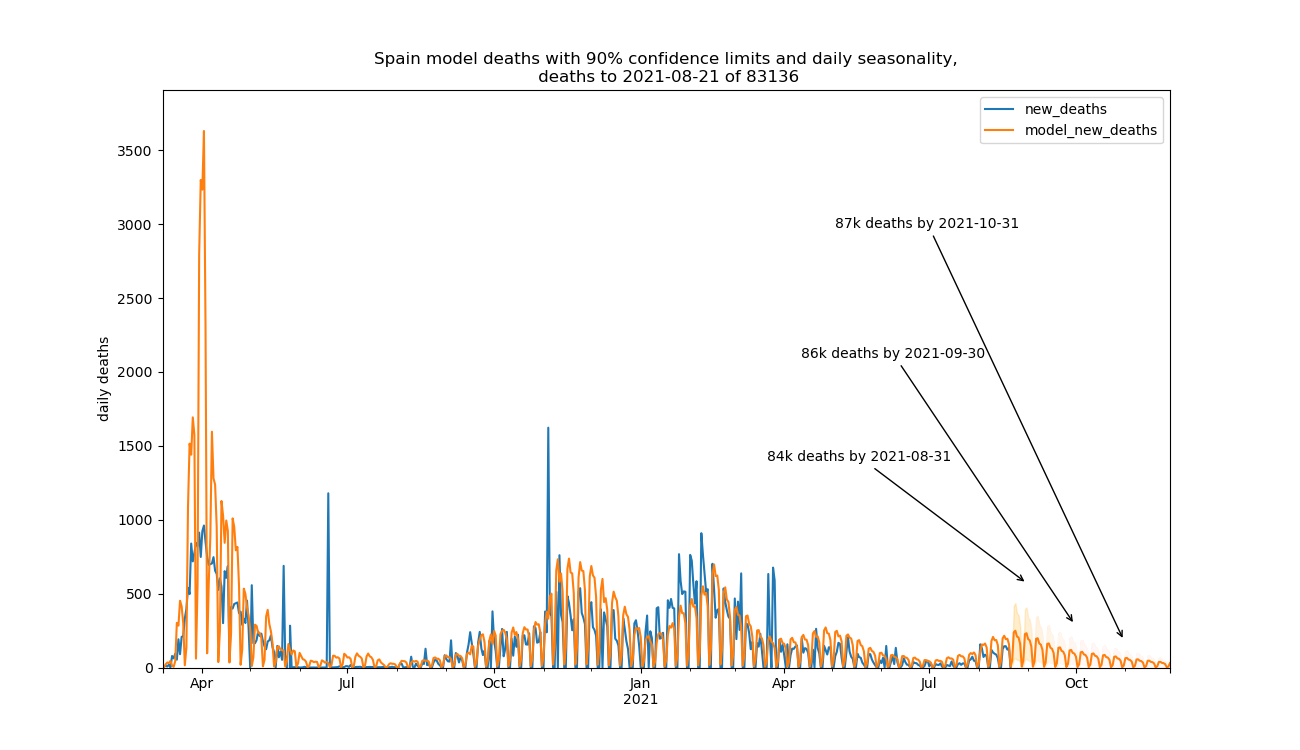 Spain model deaths with 90% confidence limits and daily seasonality,
deaths to 2021-08-21 of 83136
new_deaths
model_new_deaths
3500
3000
2500
2000
1500
1000
500
0
daily deaths
87k deaths by 2021-10-31
86k deaths by 2021-09-30
84k deaths by 2021-08-31
Apr
Jul
Oct
Jan
2021
Apr
Jul
Oct